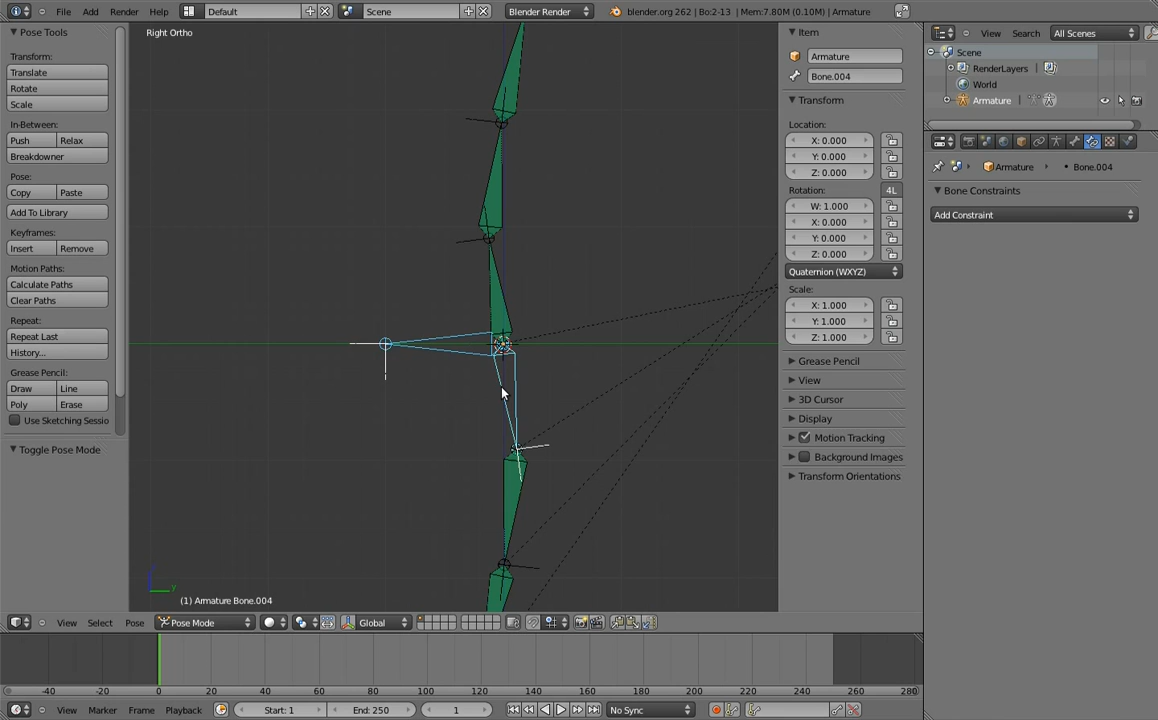 File Add Render Help Default Scene Blender Render blender.org 262 | Bo:2-13 | Mem:7.80M (0.10M) | Armature
Pose Tools
Transform:
Translate
Rotate
Scale
In-Between:
Push Relax
Breakdowner
Pose:
Copy Paste
Add To Library
Keyframes:
Insert Remove
Motion Paths:
Calculate Paths
Clear Paths
Repeat:
Repeat Last
History...
Grease Pencil:
Draw Line
Poly Erase
Use Sketching Sessio
Toggle Pose Mode
Right Ortho
z
y
(1) Armature Bone.004
Item
Armature
Bone.004
Transform
Location:
X: 0.000
Y: 0.000
Z: 0.000
Rotation: 4L
W: 1.000
X: 0.000
Y: 0.000
Z: 0.000
Quaternion (WXYZ)
Scale:
X: 1.000
Y: 1.000
Z: 1.000
Grease Pencil
View
3D Cursor
Display
Motion Tracking
Background Images
Transform Orientations
View Search All Scenes
Scene
RenderLayers |
World
Armature |
Armature Bone.004
Bone Constraints
Add Constraint
View Select Pose Pose Mode Global
-40 -20 0 20 40 60 80 100 120 140 160 180 200 220 240 260 280
View Marker Frame Playback Start: 1 End: 250 1 No Sync